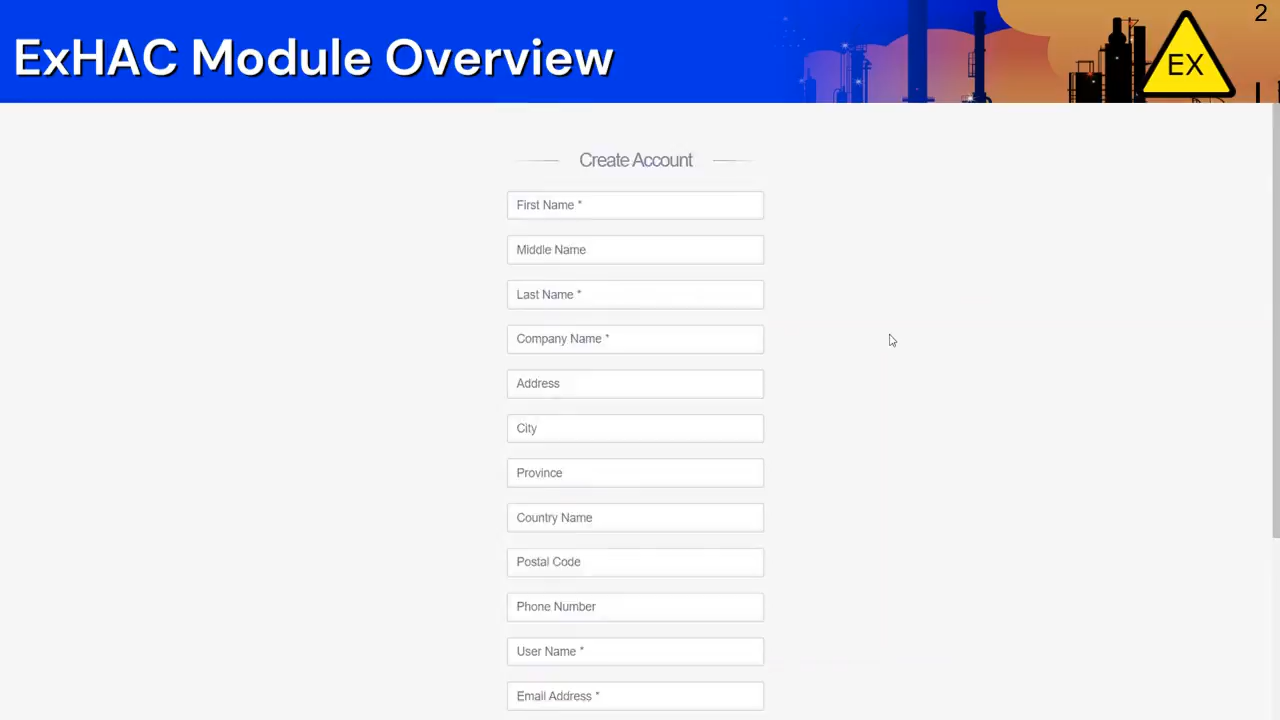 2
ExHAC Module Overview
EX
Create Account
First Name *
Middle Name
Last Name *
Company Name *
Address
City
Province
Country Name
Postal Code
Phone Number
User Name *
Email Address *